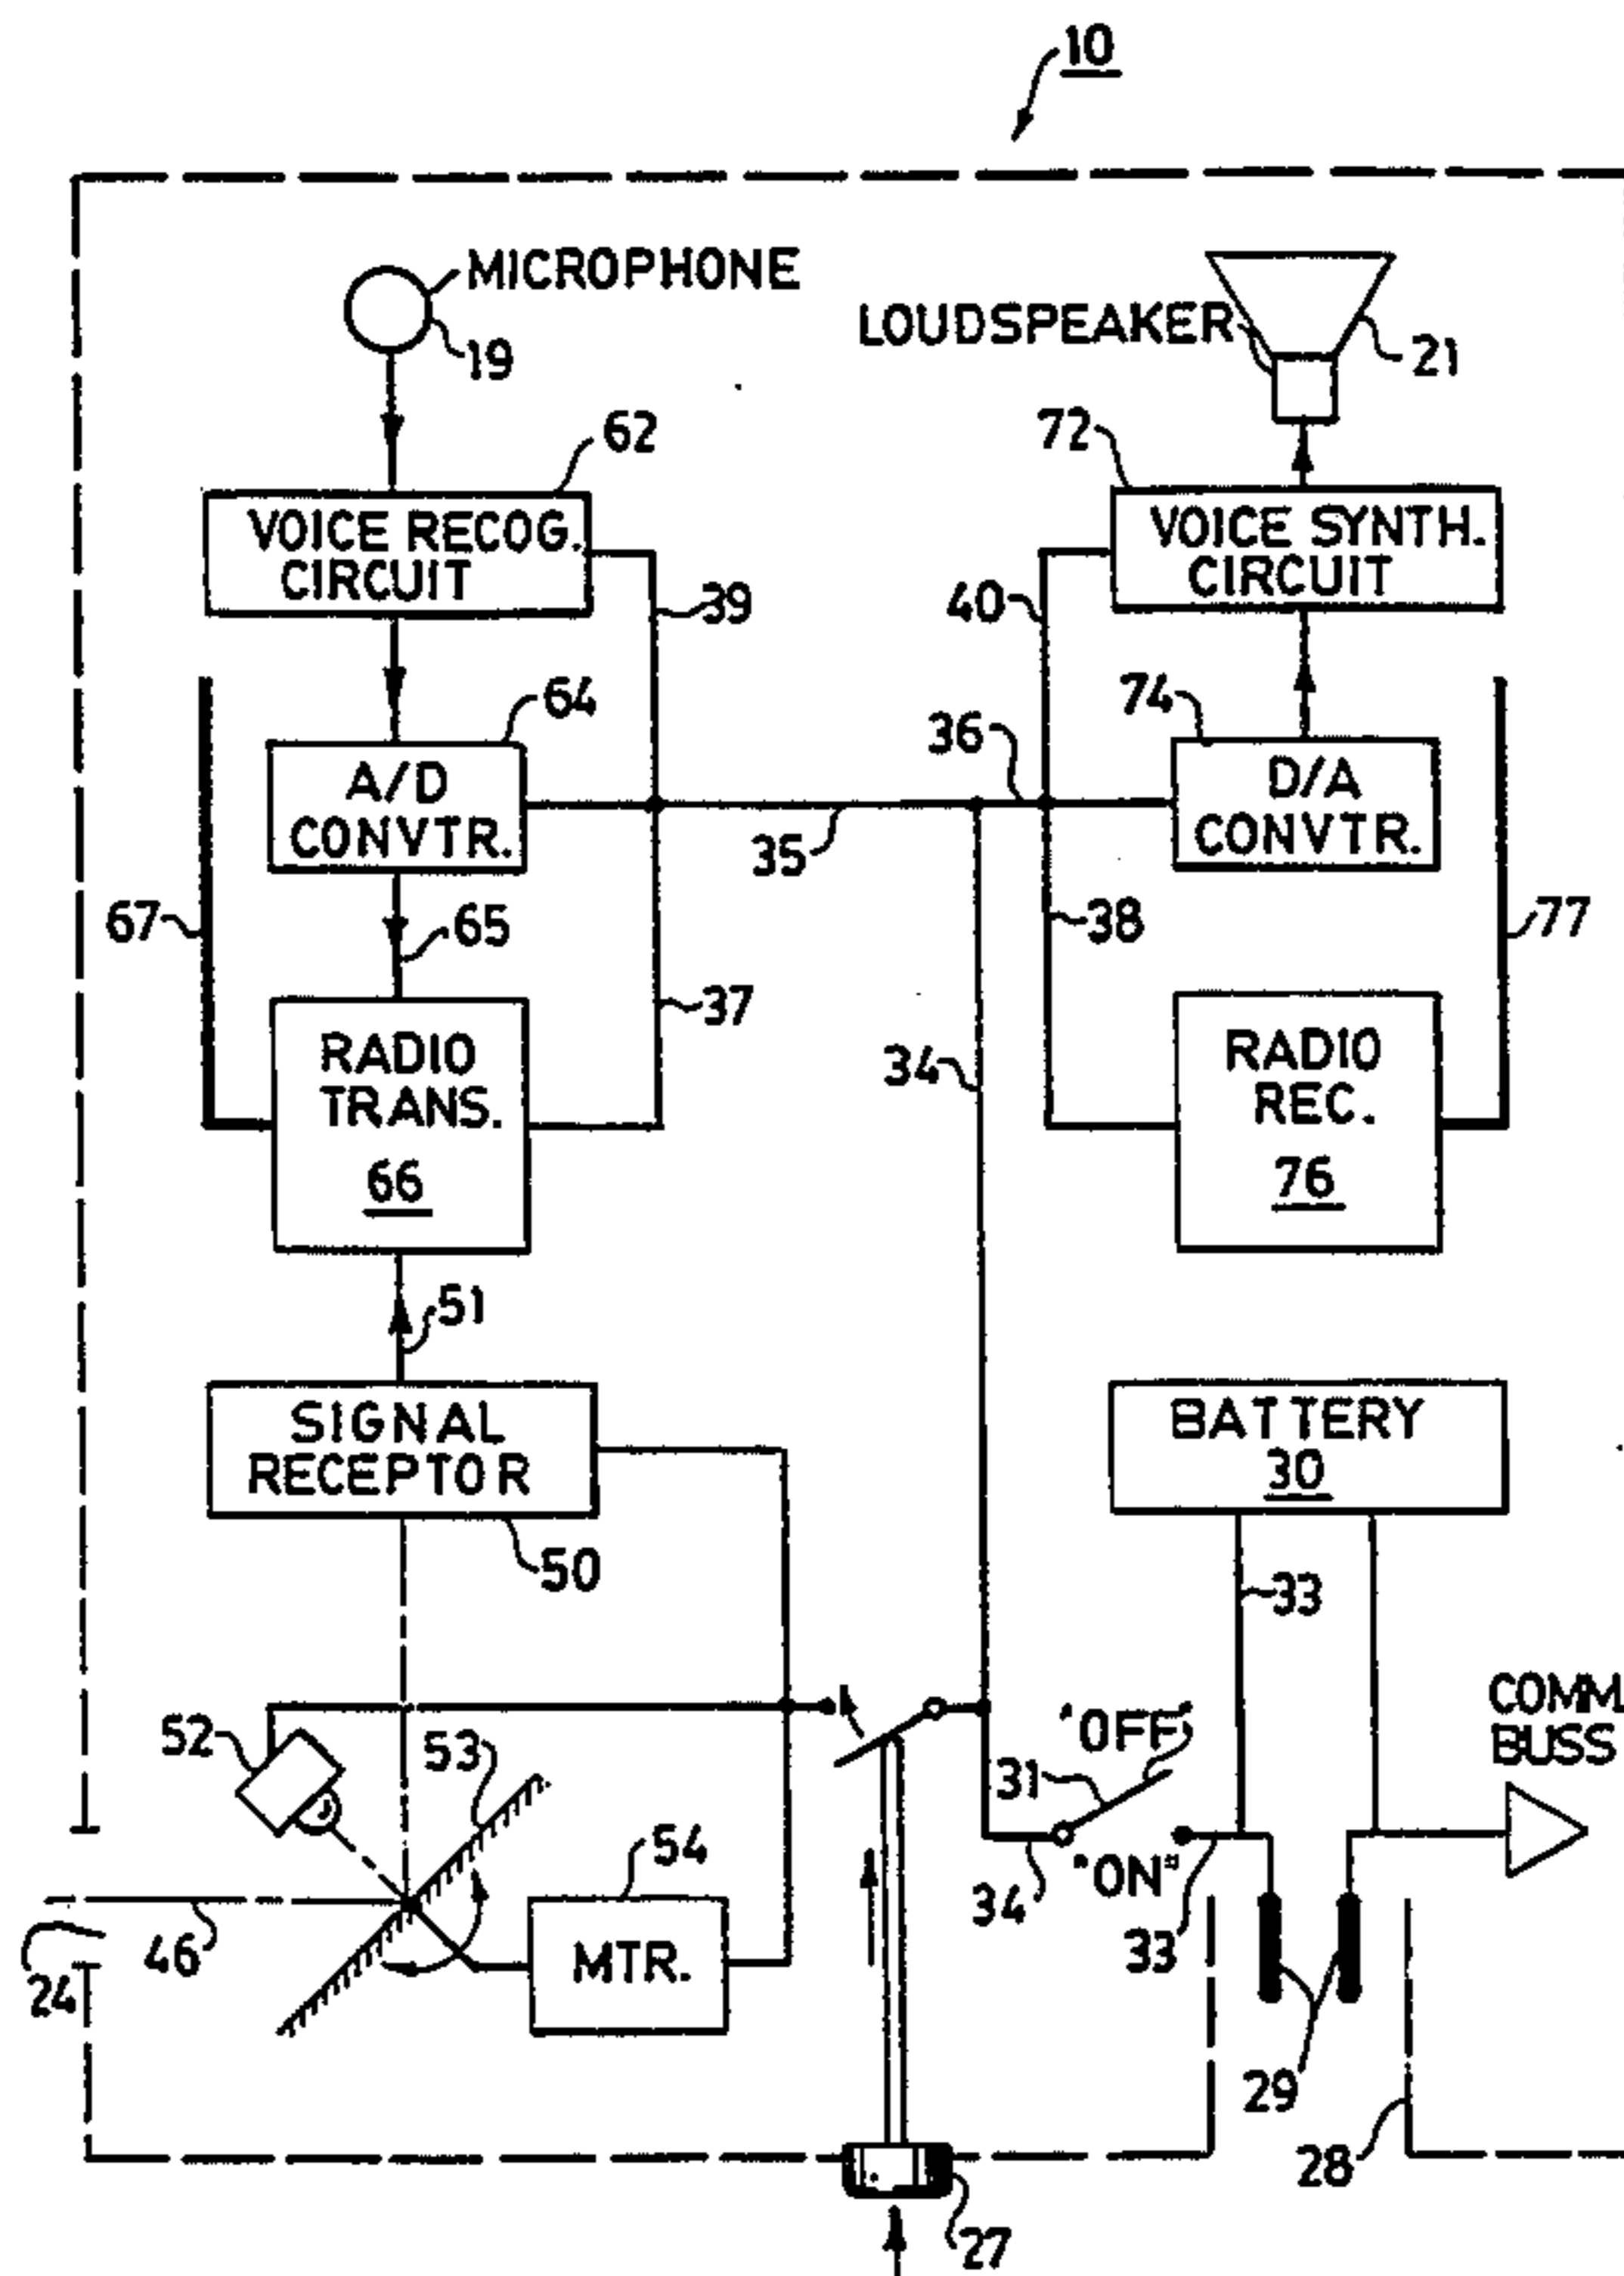 10
MICROPHONE
19
LOUDSPEAKER
21
62
72
VOICE RECOG.
CIRCUIT
VOICE SYNTH.
CIRCUIT
39
40
64
74
36
A/D
CONVTR.
D/A
CONVTR.
35
67
65
38
77
37
34
RADIO
TRANS.
66
RADIO
REC.
76
51
SIGNAL
RECEPTOR
50
BATTERY
30
33
52
53
"OFF"
31
COMM
BUSS
54
"ON"
34
33
24
46
MTR.
29
28
27